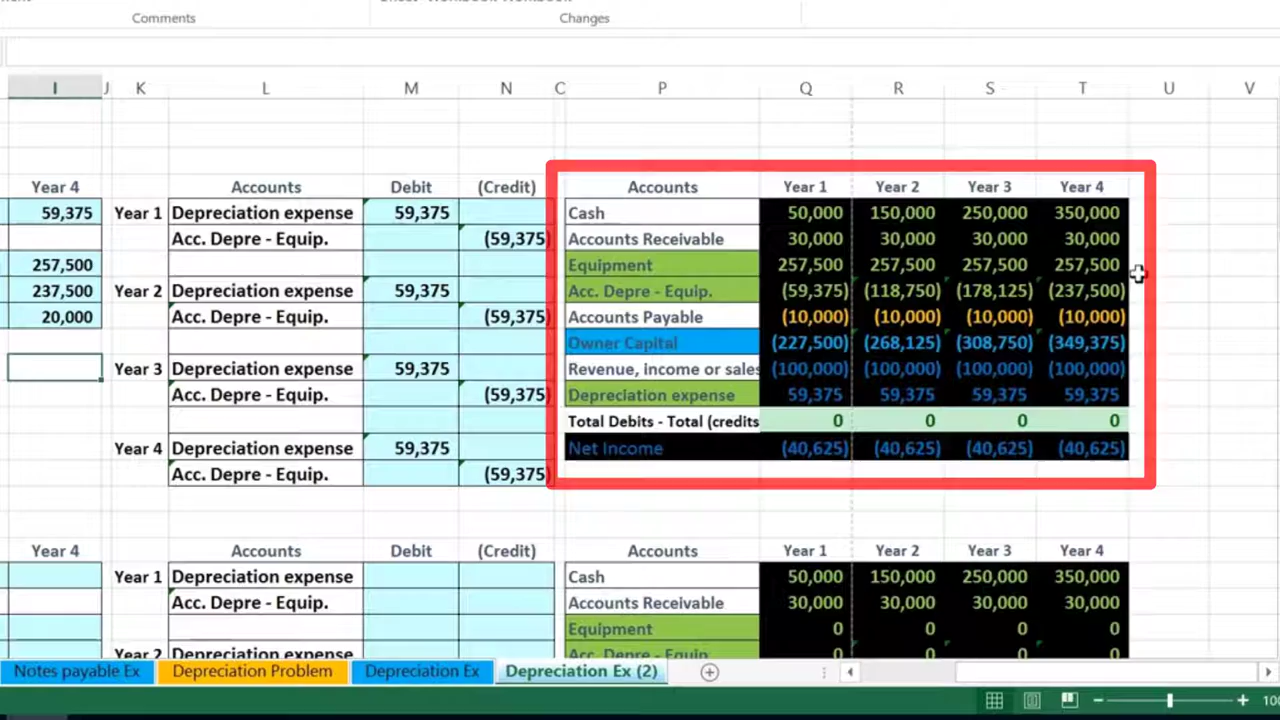 Comments Changes
I J K L M N C P Q R S T U V
Year 4 Accounts Debit (Credit) Accounts Year 1 Year 2 Year 3 Year 4
59,375 Year 1 Depreciation expense 59,375 Cash 50,000 150,000 250,000 350,000
Acc. Depre - Equip. (59,375) Accounts Receivable 30,000 30,000 30,000 30,000
257,500 Equipment 257,500 257,500 257,500 257,500
237,500 Year 2 Depreciation expense 59,375 Acc. Depre - Equip. (59,375) (118,750) (178,125) (237,500)
20,000 Acc. Depre - Equip. (59,375) Accounts Payable (10,000) (10,000) (10,000) (10,000)
Owner Capital (227,500) (268,125) (308,750) (349,375)
Year 3 Depreciation expense 59,375 Revenue, income or sales (100,000) (100,000) (100,000) (100,000)
Acc. Depre - Equip. (59,375) Depreciation expense 59,375 59,375 59,375 59,375
Total Debits - Total (credits 0 0 0 0
Year 4 Depreciation expense 59,375 Net Income (40,625) (40,625) (40,625) (40,625)
Acc. Depre - Equip. (59,375)
Year 4 Accounts Debit (Credit) Accounts Year 1 Year 2 Year 3 Year 4
Year 1 Depreciation expense Cash 50,000 150,000 250,000 350,000
Acc. Depre - Equip. Accounts Receivable 30,000 30,000 30,000 30,000
Equipment 0 0 0 0
Year 2 Depreciation expense Acc. Depre - Equip. 0 0 0 0
Notes payable Ex Depreciation Problem Depreciation Ex Depreciation Ex (2)
100